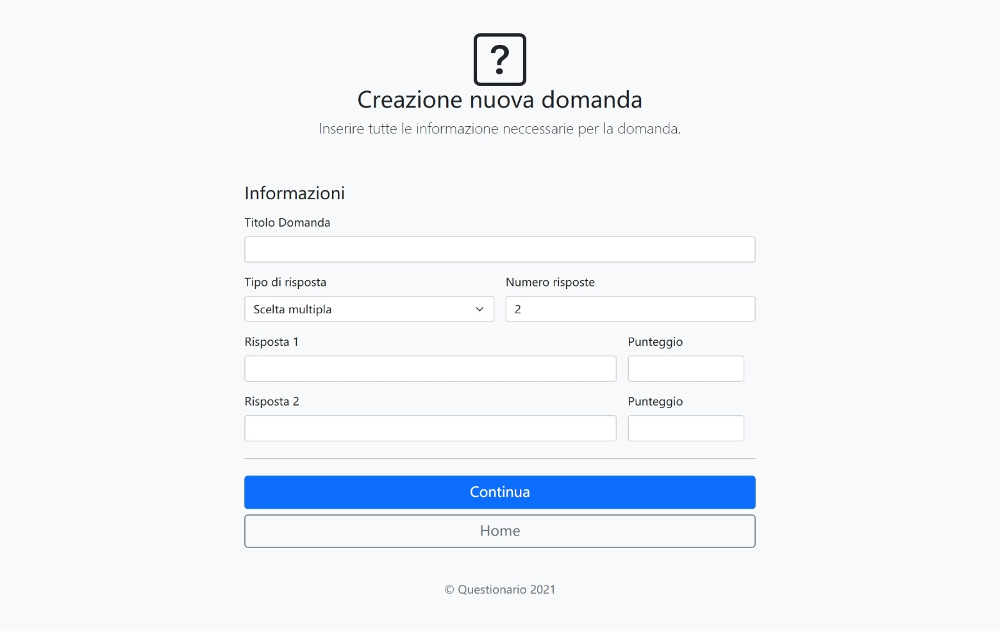 ?
Creazione nuova domanda
Inserire tutte le informazione neccessarie per la domanda.
Informazioni
Titolo Domanda
Tipo di risposta Numero risposte
Scelta multipla 2
Risposta 1 Punteggio
Risposta 2 Punteggio
Continua
Home
© Questionario 2021